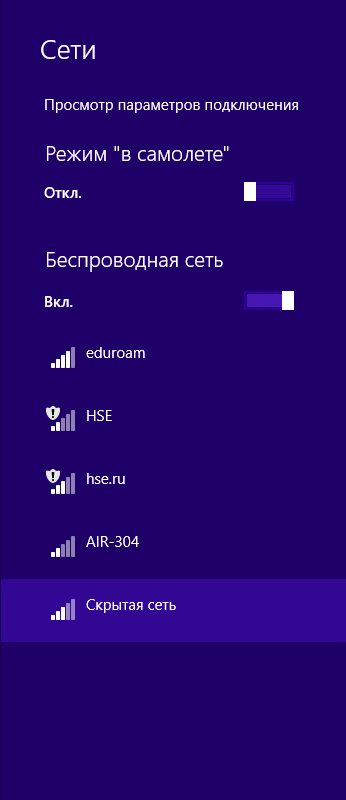 Сети
Просмотр параметров подключения
Режим "в самолете"
Откл.
Беспроводная сеть
Вкл.
eduroam
HSE
hse.ru
AIR-304
Скрытая сеть